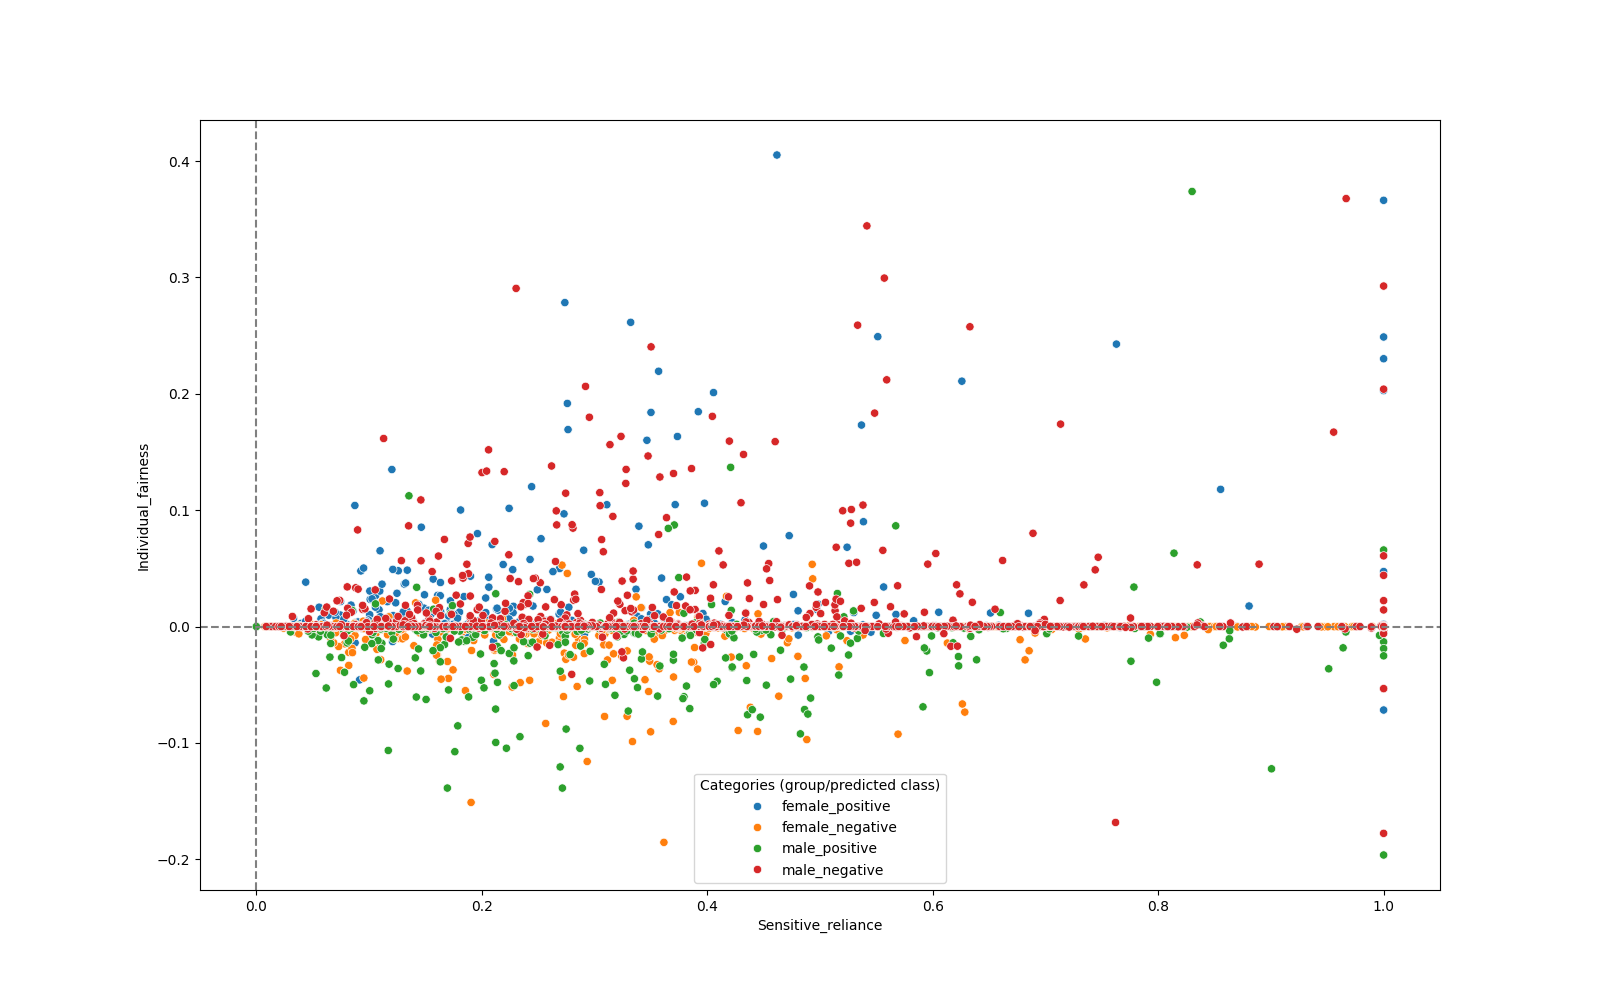 0.4
0.3
0.2
0.1
0.0
−0.1
−0.2
Individual_fairness
Categories (group/predicted class)
female_positive
female_negative
male_positive
male_negative
0.0 0.2 0.4 0.6 0.8 1.0
Sensitive_reliance